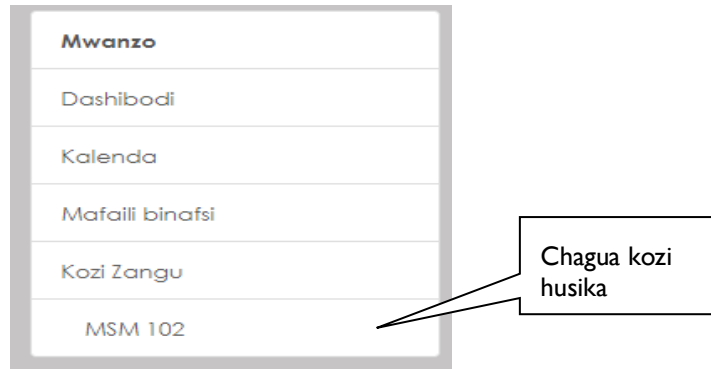 Mwanzo
Dashibodi
Kalenda
Mafaili binafsi
Kozi Zangu
MSM 102
Chagua kozi
husika